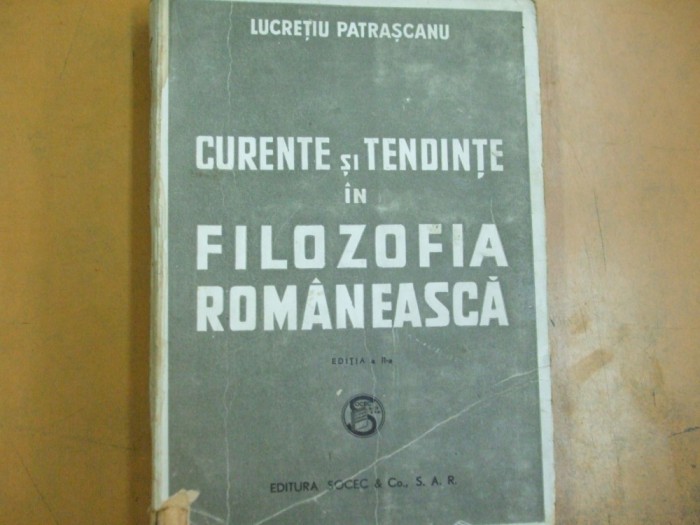 LUCREȚIU PATRAȘCANU
CURENTE ȘI TENDINȚE
ÎN
FILOZOFIA
ROMÂNEASCĂ
EDIȚIA a II-a
EDITURA SOCEC & Co., S. A. R.